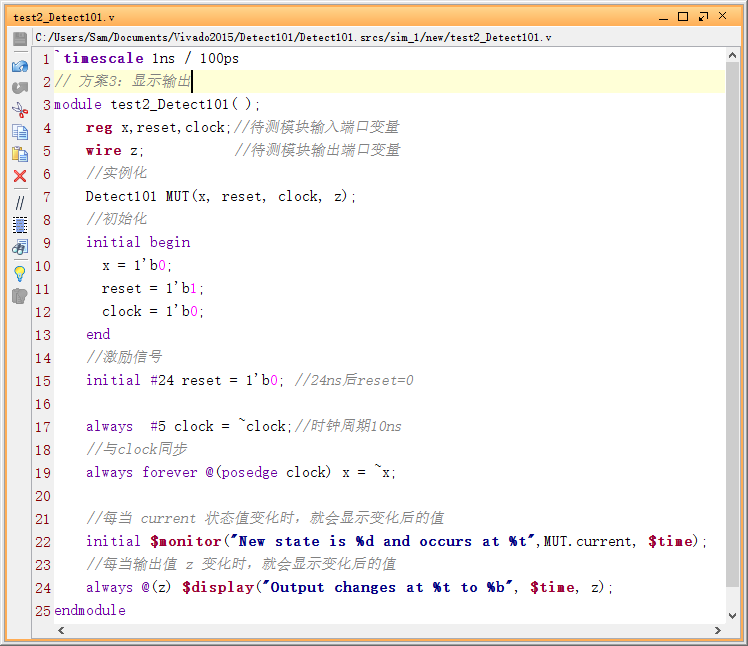 test2_Detect101.v
C:/Users/Sam/Documents/Vivado2015/Detect101/Detect101.srcs/sim_1/new/test2_Detect101.v
1 `timescale 1ns / 100ps
2 // 方案3：显示输出
3 module test2_Detect101( );
4 reg x,reset,clock;//待测模块输入端口变量
5 wire z; //待测模块输出端口变量
6 //实例化
7 Detect101 MUT(x, reset, clock, z);
8 //初始化
9 initial begin
10 x = 1'b0;
11 reset = 1'b1;
12 clock = 1'b0;
13 end
14 //激励信号
15 initial #24 reset = 1'b0; //24ns后reset=0
16
17 always #5 clock = ~clock;//时钟周期10ns
18 //与clock同步
19 always forever @(posedge clock) x = ~x;
20
21 //每当 current 状态值变化时，就会显示变化后的值
22 initial $monitor("New state is %d and occurs at %t",MUT.current, $time);
23 //每当输出值 z 变化时，就会显示变化后的值
24 always @(z) $display("Output changes at %t to %b", $time, z);
25 endmodule